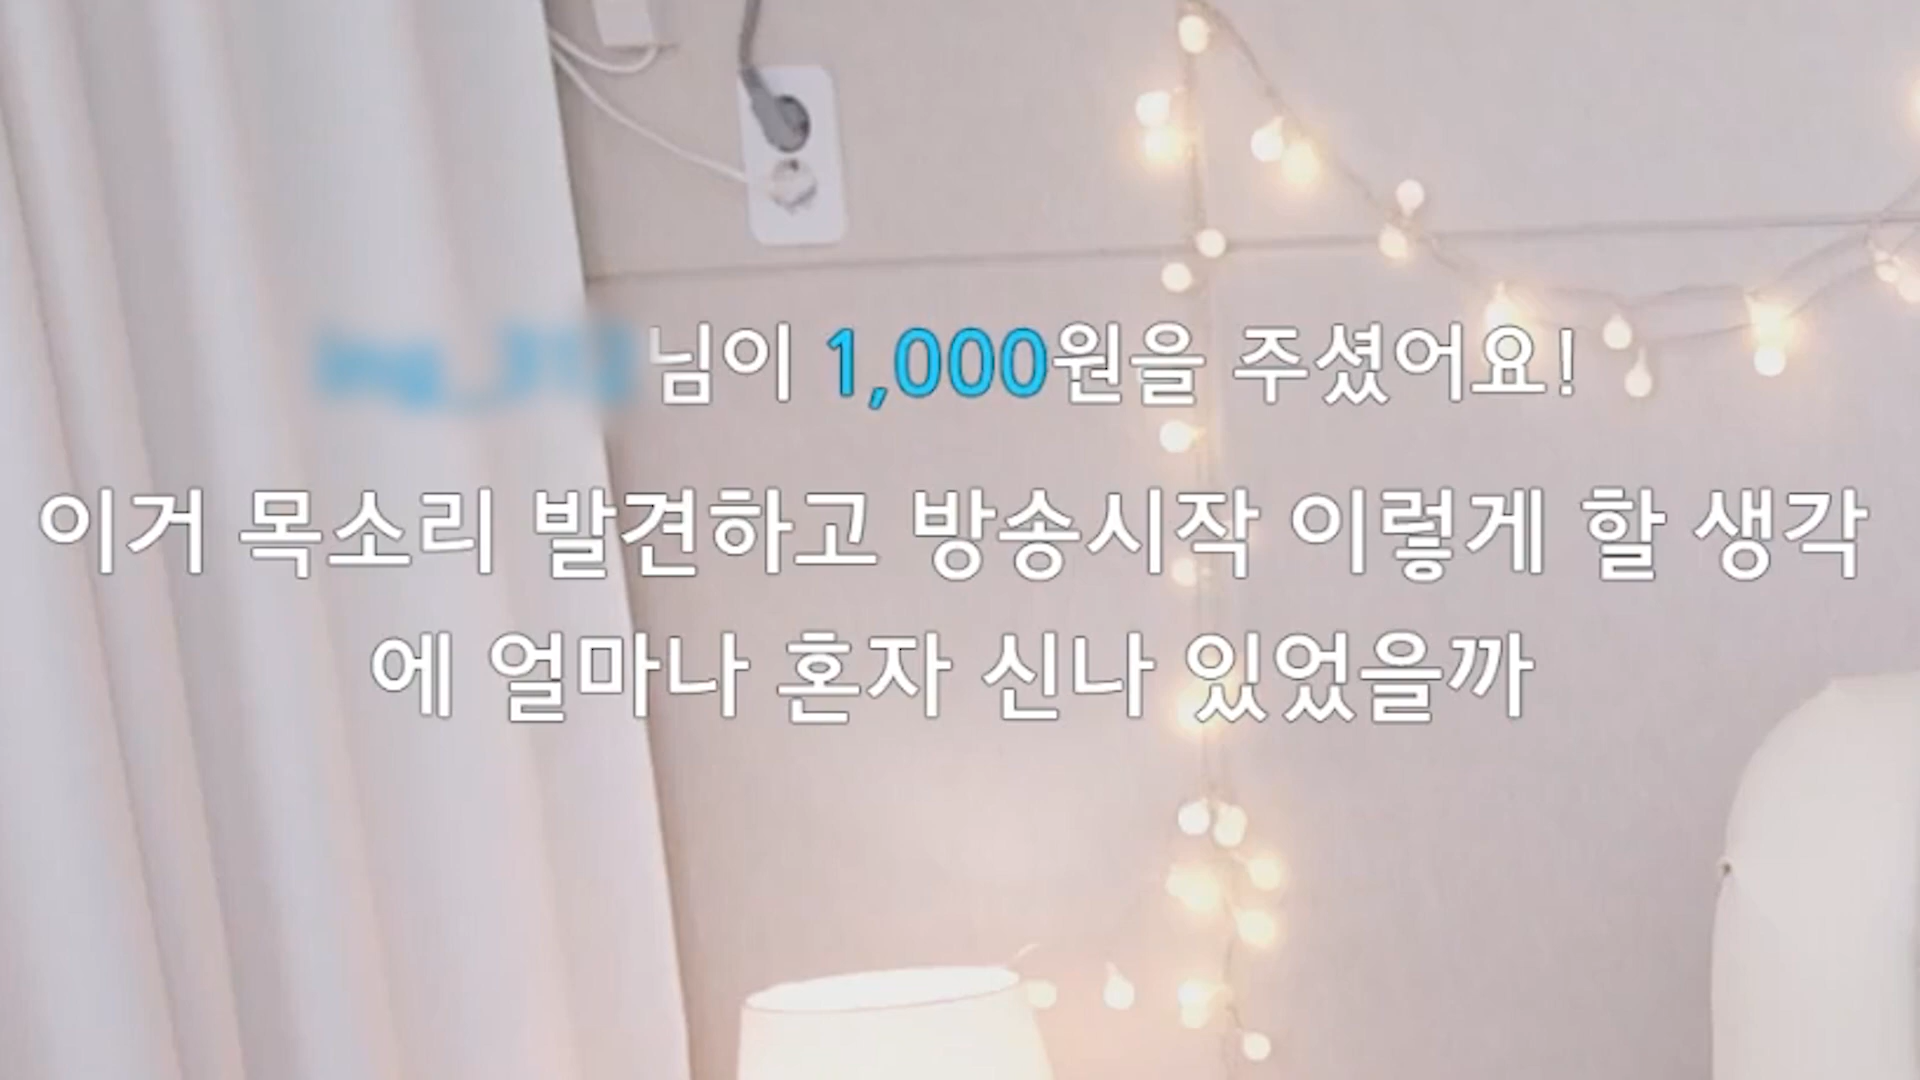 님이 1,000원을 주셨어요!
이거 목소리 발견하고 방송시작 이렇게 할 생각
에 얼마나 혼자 신나 있었을까